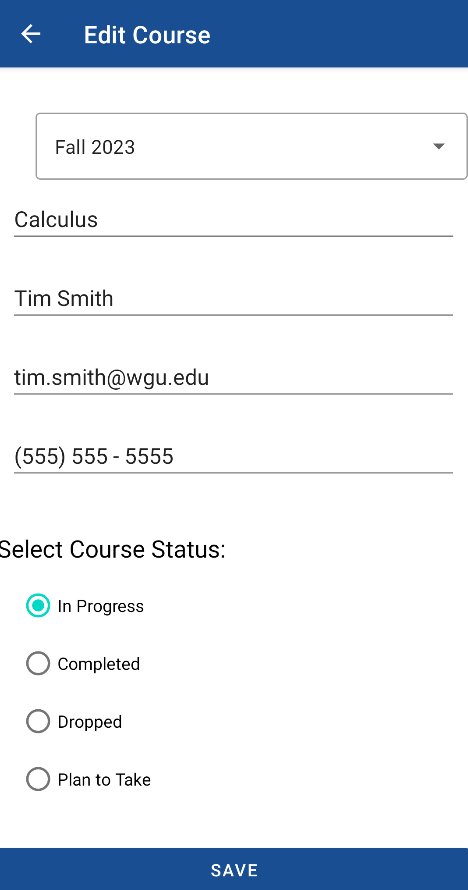 Edit Course
Fall 2023
Calculus
Tim Smith
tim.smith@wgu.edu
(555) 555 - 5555
Select Course Status:
In Progress
Completed
Dropped
Plan to Take
SAVE